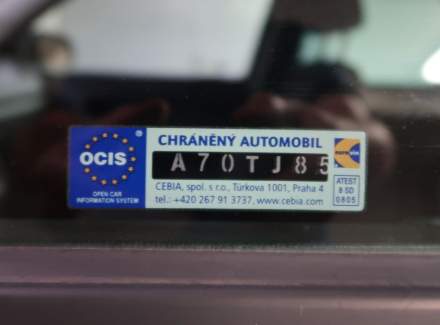 OCIS
OPEN CAR
INFORMATION SYSTEM
CHRÁNĚNÝ AUTOMOBIL
A70TJ85
CEBIA, spol. s r.o., Türkova 1001, Praha 4
tel.: +420 267 91 3737, www.cebia.com
ATEST
8 SD
0805